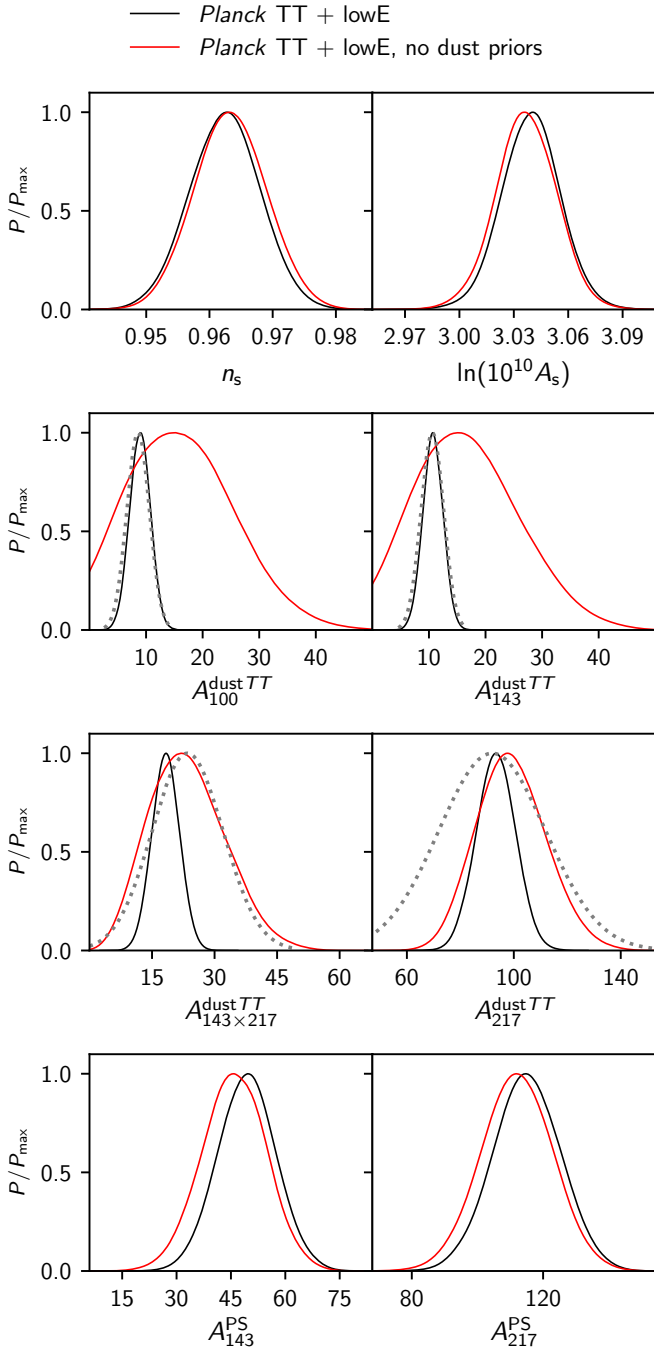 Planck TT + lowE
Planck TT + lowE, no dust priors
P/P_max
1.0
0.5
0.0
0.95 0.96 0.97 0.98
2.97 3.00 3.03 3.06 3.09
n_s
ln(10^10 A_s)
P/P_max
1.0
0.5
0.0
10 20 30 40
10 20 30 40
A_100^dust TT
A_143^dust TT
P/P_max
1.0
0.5
0.0
15 30 45 60
60 100 140
A_143×217^dust TT
A_217^dust TT
P/P_max
1.0
0.5
0.0
15 30 45 60 75
80 120
A_143^PS
A_217^PS